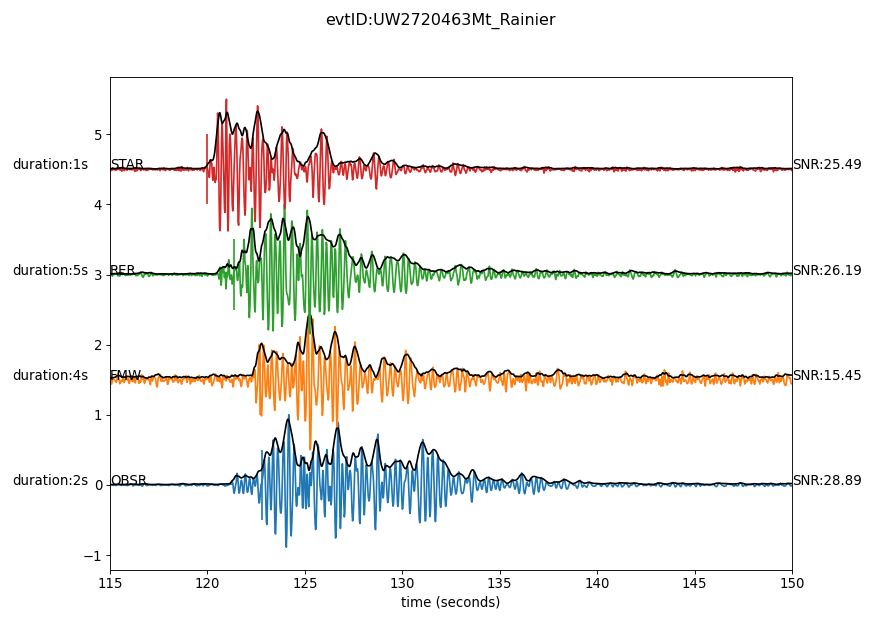 evtID:UW2720463Mt_Rainier
duration:1s STAR SNR:25.49
duration:5s RER SNR:26.19
duration:4s FMW SNR:15.45
duration:2s OBSR SNR:28.89
5
4
3
2
1
0
−1
115 120 125 130 135 140 145 150
time (seconds)